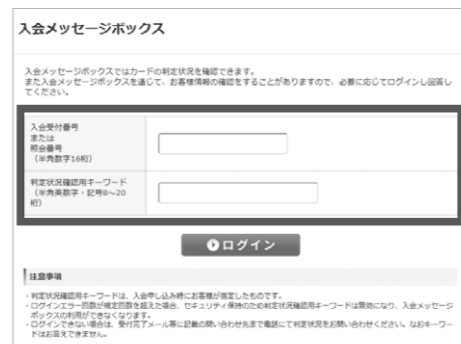 入会メッセージボックス
入会メッセージボックスではカードの判定状況を確認できます。
また入会メッセージボックスを通じて、お客様情報の確認をすることがありますので、必要に応じてログインし回答し
てください。
入会受付番号
または
照会番号
（半角数字16桁）
判定状況確認用キーワード
（半角英数字・記号8～20
桁）
ログイン
注意事項
・判定状況確認用キーワードは、入会申し込み時にお客様が指定したものです。
・ログインエラー回数が規定回数を超えた場合、セキュリティ保持のため判定状況確認用キーワードは無効になり、入会メッセージ
ボックスの利用ができなくなります。
・ログインできない場合は、受付完了メール等に記載の問い合わせ先まで電話にて判定状況をお問い合わせください。なおキーワー
ドはお答えできません。